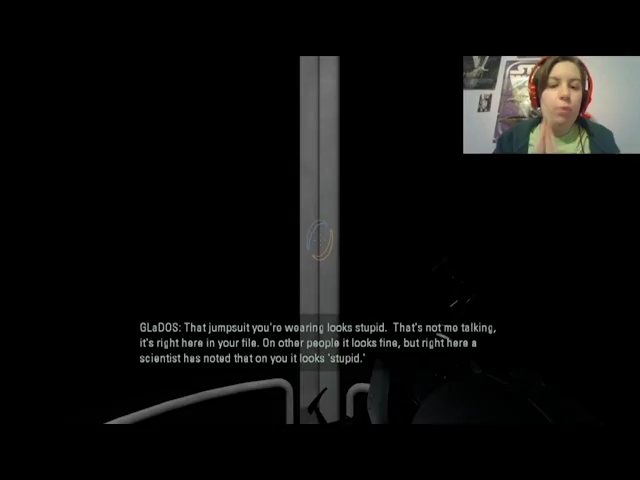 STAR
GLaDOS: That jumpsuit you're wearing looks stupid. That's not me talking,
it's right here in your file. On other people it looks fine, but right here a
scientist has noted that on you it looks 'stupid.'